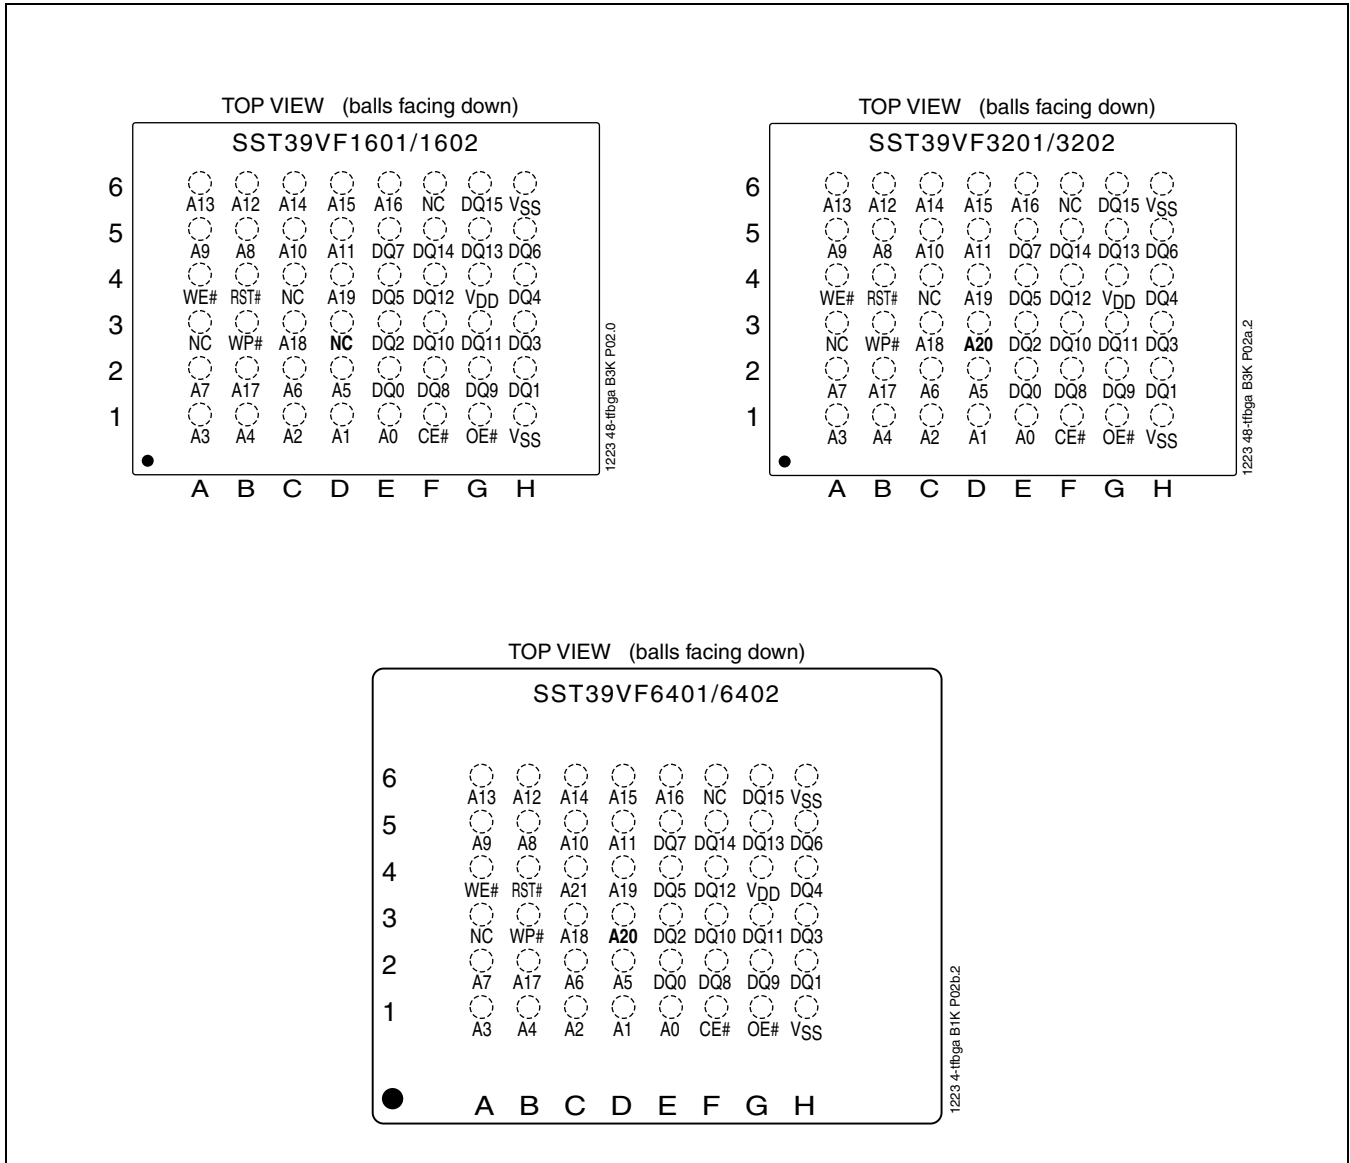 TOP VIEW (balls facing down)
SST39VF1601/1602
6
A13 A12 A14 A15 A16 NC DQ15 VSS
5
A9 A8 A10 A11 DQ7 DQ14 DQ13 DQ6
4
WE# RST# NC A19 DQ5 DQ12 VDD DQ4
3
NC WP# A18 NC DQ2 DQ10 DQ11 DQ3
2
A7 A17 A6 A5 DQ0 DQ8 DQ9 DQ1
1
A3 A4 A2 A1 A0 CE# OE# VSS
A B C D E F G H
1223 48-tfbga B3K P02.0
TOP VIEW (balls facing down)
SST39VF3201/3202
6
A13 A12 A14 A15 A16 NC DQ15 VSS
5
A9 A8 A10 A11 DQ7 DQ14 DQ13 DQ6
4
WE# RST# NC A19 DQ5 DQ12 VDD DQ4
3
NC WP# A18 A20 DQ2 DQ10 DQ11 DQ3
2
A7 A17 A6 A5 DQ0 DQ8 DQ9 DQ1
1
A3 A4 A2 A1 A0 CE# OE# VSS
A B C D E F G H
1223 48-tfbga B3K P02a.2
TOP VIEW (balls facing down)
SST39VF6401/6402
6
A13 A12 A14 A15 A16 NC DQ15 VSS
5
A9 A8 A10 A11 DQ7 DQ14 DQ13 DQ6
4
WE# RST# A21 A19 DQ5 DQ12 VDD DQ4
3
NC WP# A18 A20 DQ2 DQ10 DQ11 DQ3
2
A7 A17 A6 A5 DQ0 DQ8 DQ9 DQ1
1
A3 A4 A2 A1 A0 CE# OE# VSS
A B C D E F G H
1223 4-tfbga B1K P02b.2